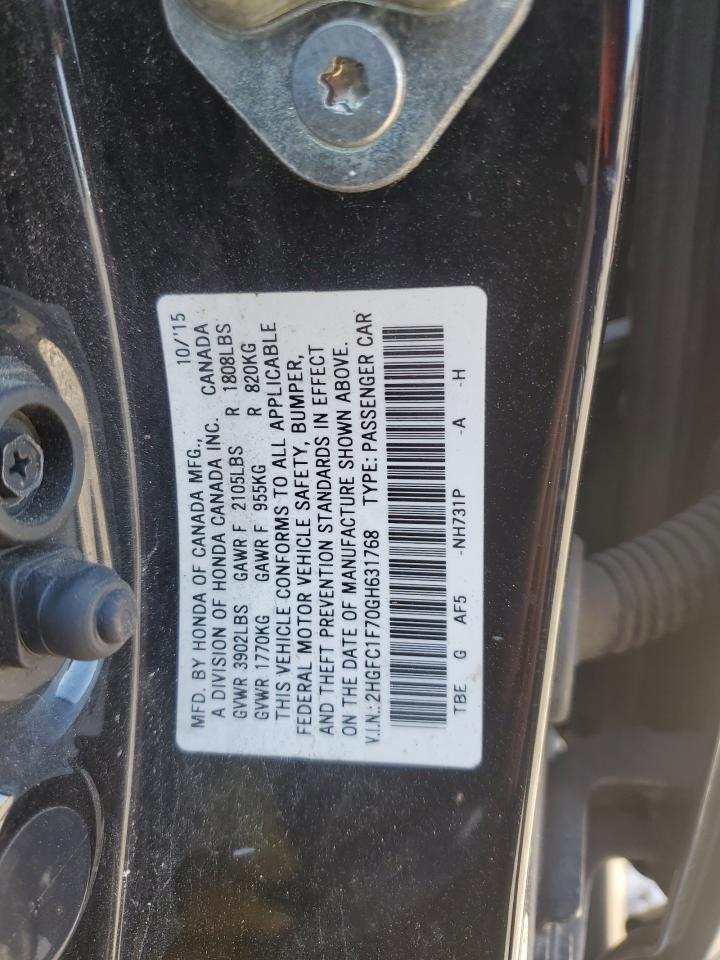 MFD. BY HONDA OF CANADA MFG., 10/'15
A DIVISION OF HONDA CANADA INC. CANADA
GVWR 3902LBS GAWR F 2105LBS R 1808LBS
GVWR 1770KG GAWR F 955KG R 820KG
THIS VEHICLE CONFORMS TO ALL APPLICABLE
FEDERAL MOTOR VEHICLE SAFETY, BUMPER,
AND THEFT PREVENTION STANDARDS IN EFFECT
ON THE DATE OF MANUFACTURE SHOWN ABOVE.
V.I.N.: 2HGFC1F70GH631768 TYPE: PASSENGER CAR
TBE G AF5 -NH731P -A -H